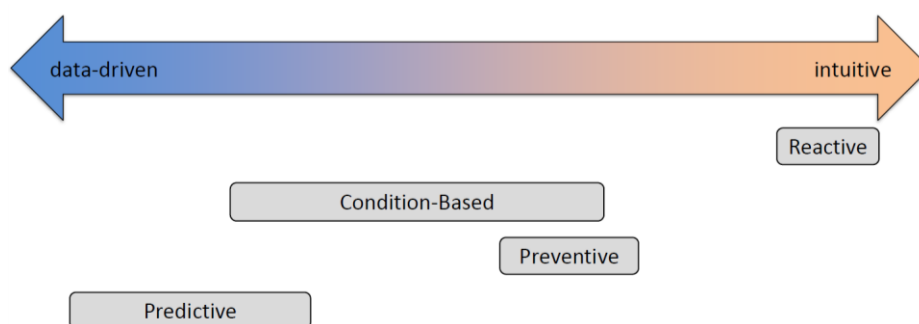 data-driven
intuitive
Reactive
Condition-Based
Preventive
Predictive